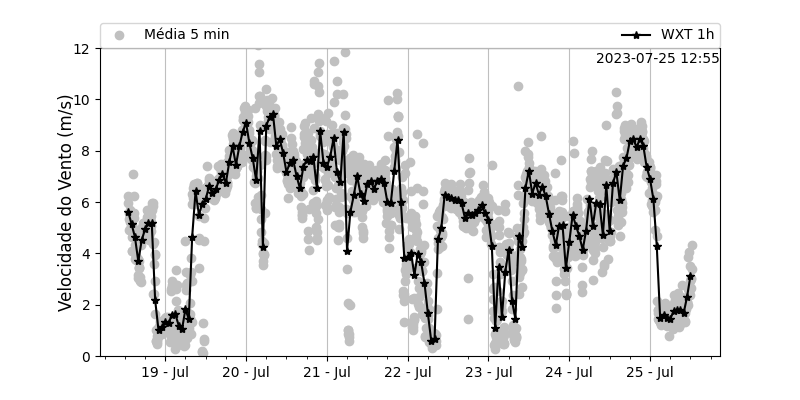 Média 5 min
WXT 1h
2023-07-25 12:55
Velocidade do Vento (m/s)
12
10
8
6
4
2
0
19 - Jul
20 - Jul
21 - Jul
22 - Jul
23 - Jul
24 - Jul
25 - Jul